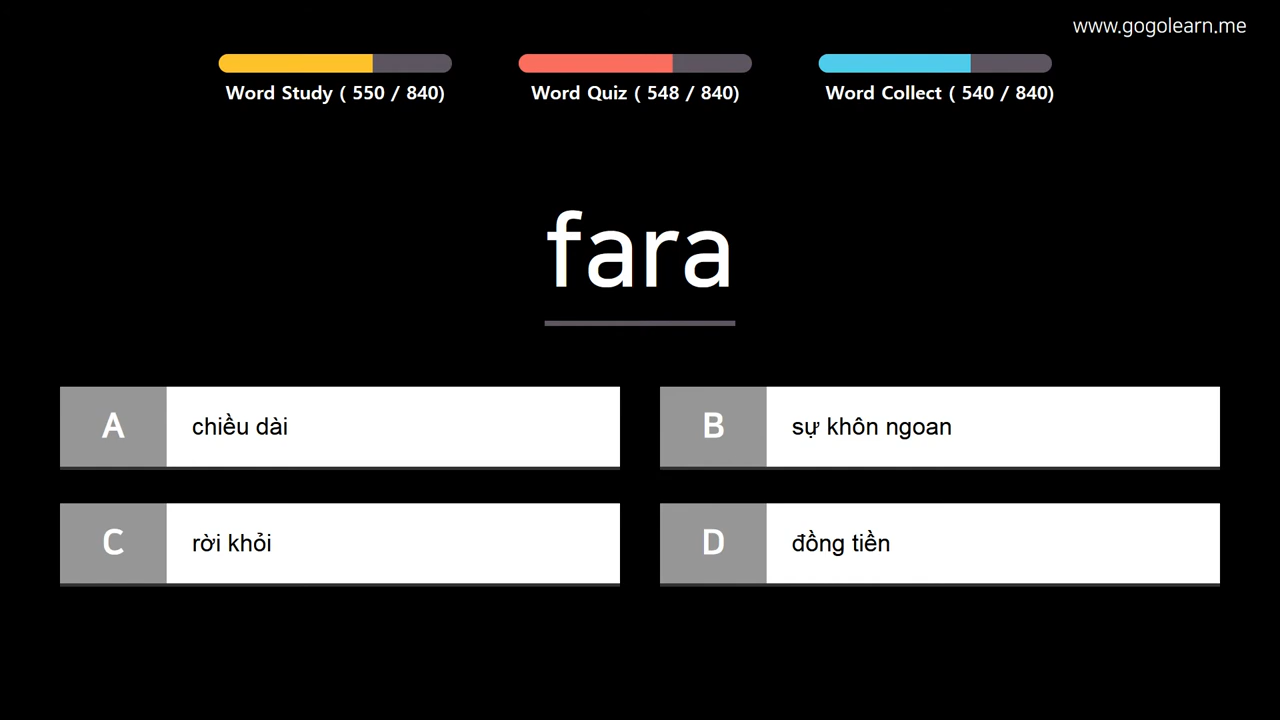 www.gogolearn.me
Word Study ( 550 / 840)
Word Quiz ( 548 / 840)
Word Collect ( 540 / 840)
fara
A
chiều dài
B
sự khôn ngoan
C
rời khỏi
D
đồng tiền